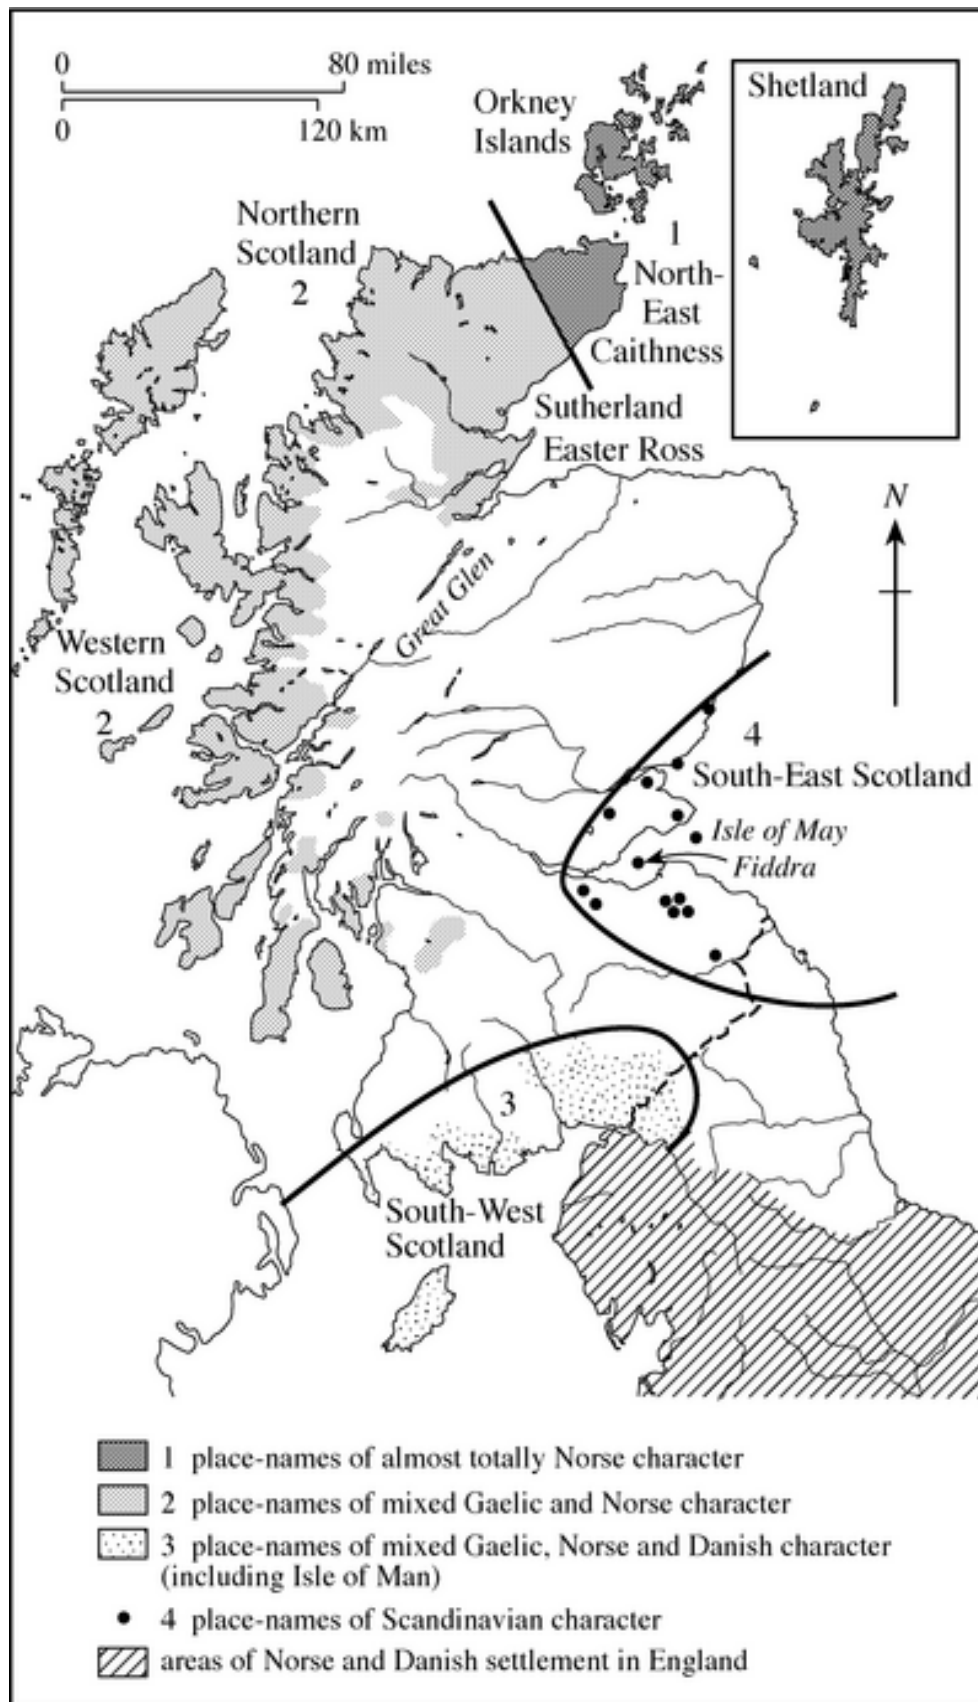 0 80 miles
0 120 km
Orkney
Islands
Shetland
Northern
Scotland
2
1
North-
East
Caithness
Sutherland
Easter Ross
N
Great Glen
Western
Scotland
2
4
South-East Scotland
Isle of May
Fiddra
3
South-West
Scotland
1 place-names of almost totally Norse character
2 place-names of mixed Gaelic and Norse character
3 place-names of mixed Gaelic, Norse and Danish character
(including Isle of Man)
4 place-names of Scandinavian character
areas of Norse and Danish settlement in England